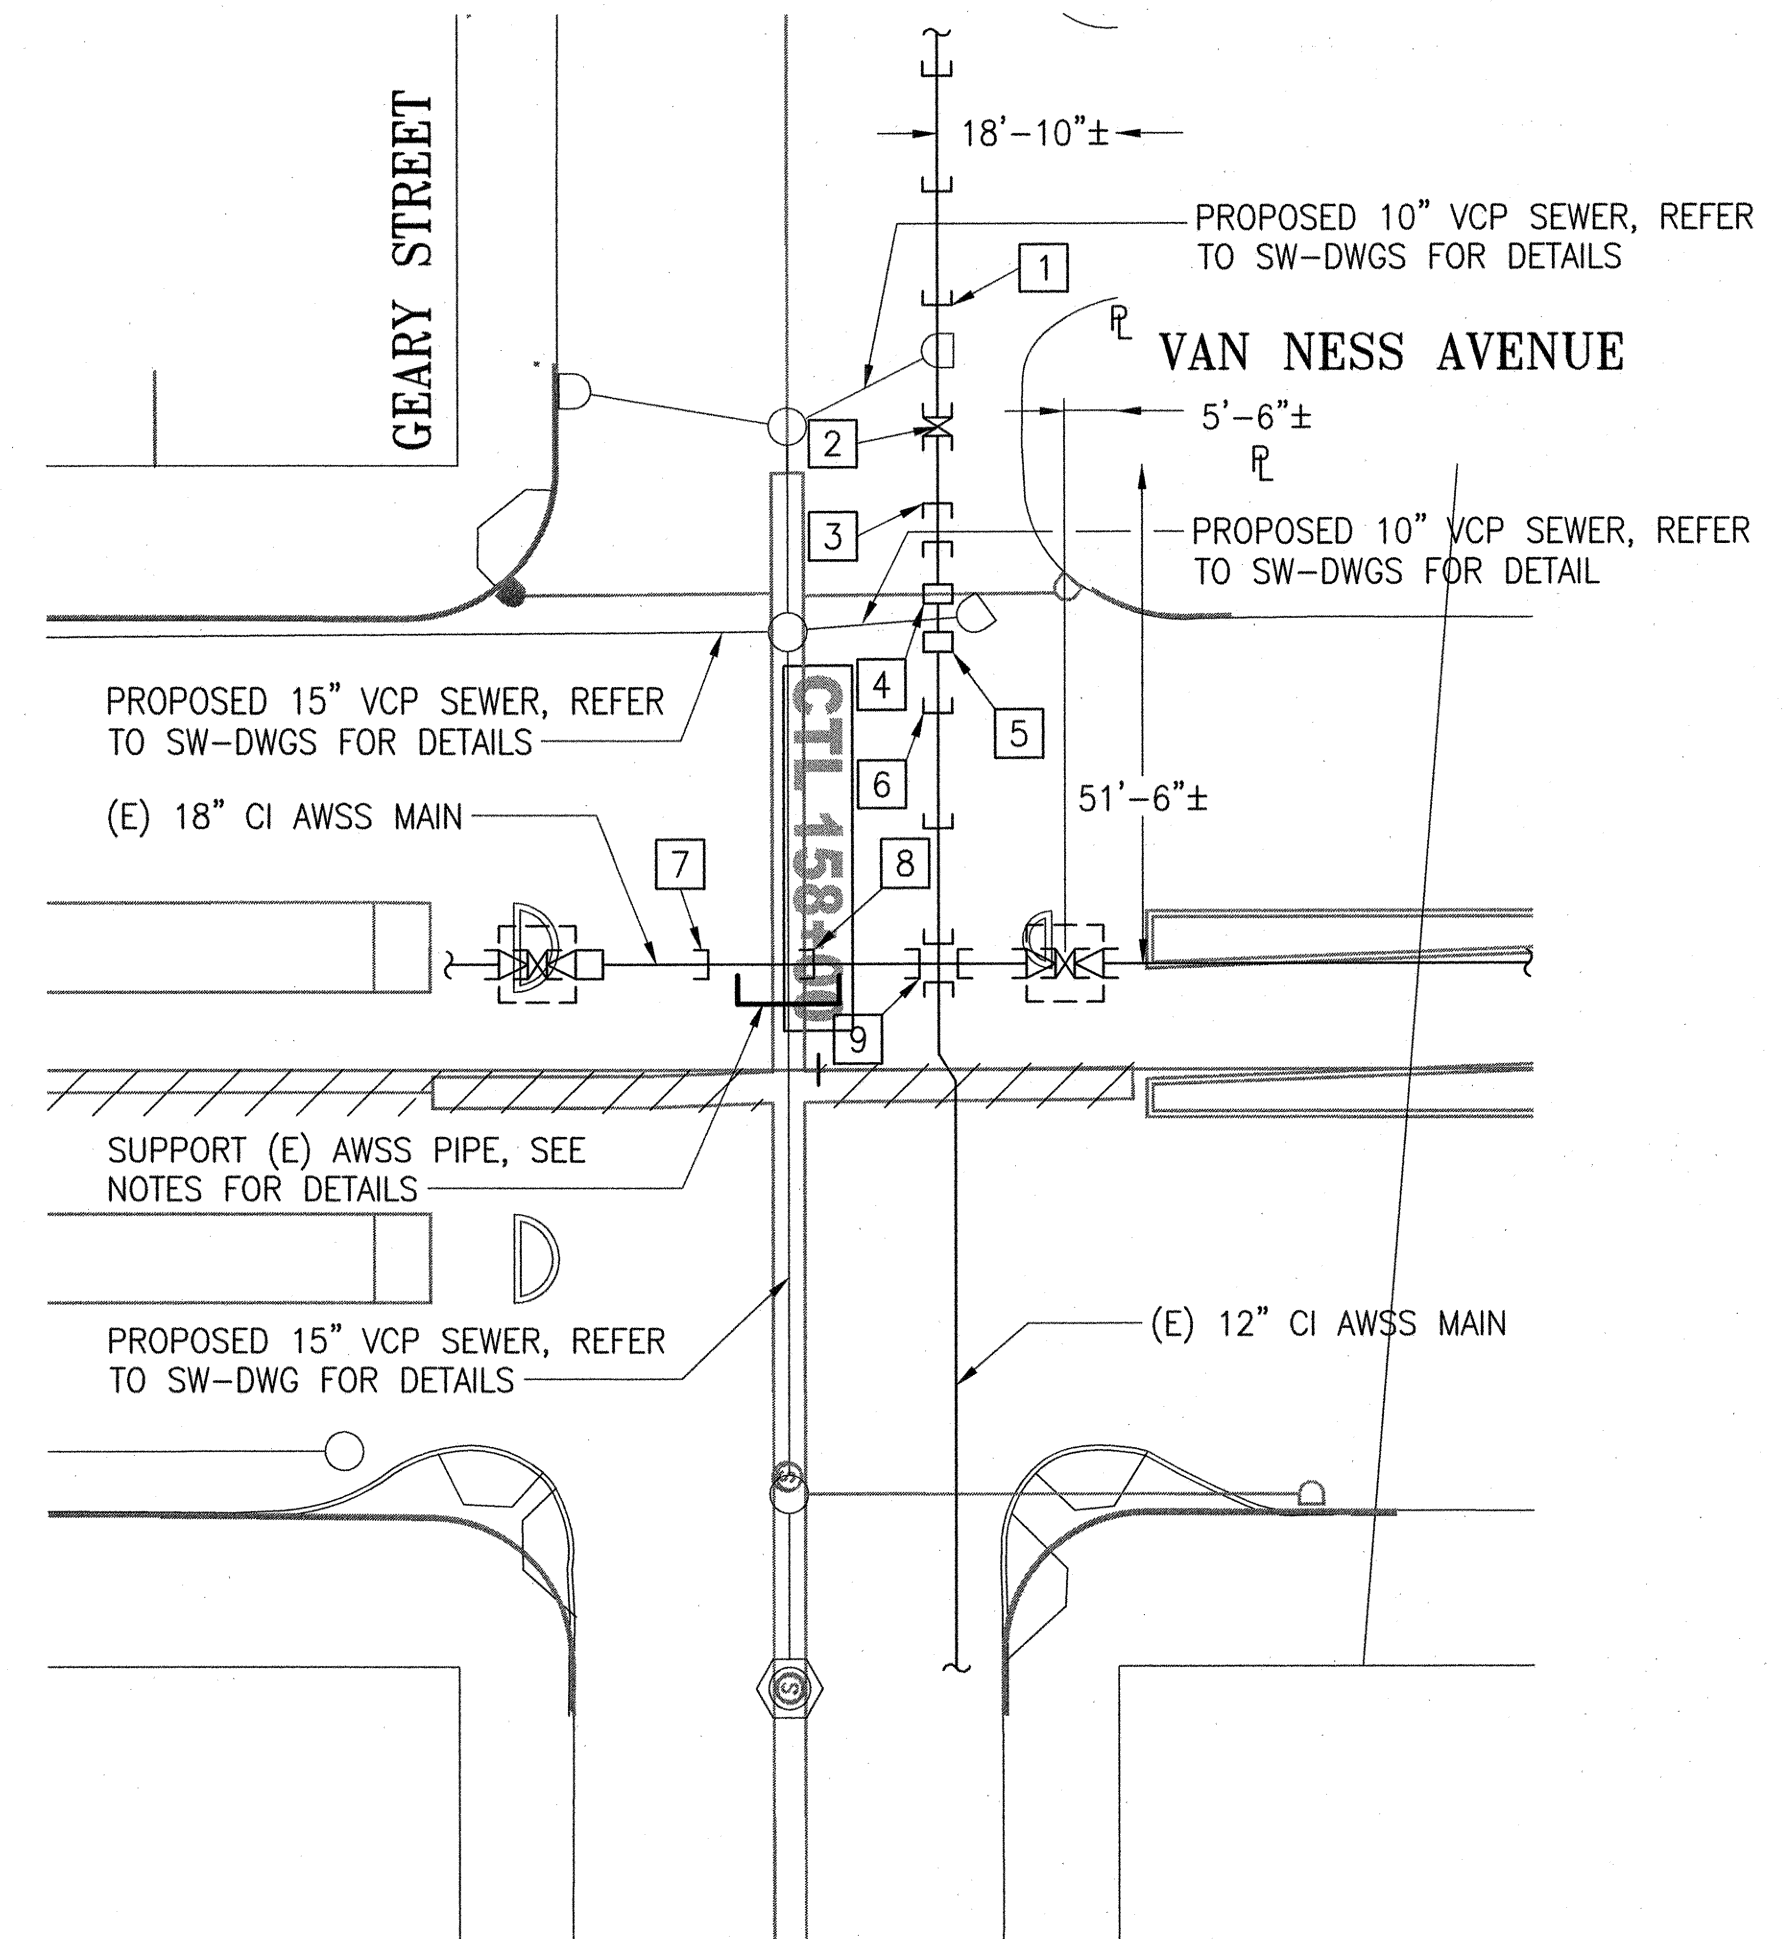 GEARY STREET
18'-10"±
PROPOSED 10" VCP SEWER, REFER
TO SW-DWGS FOR DETAILS
1
PL
VAN NESS AVENUE
5'-6"±
PL
2
3
PROPOSED 10" VCP SEWER, REFER
TO SW-DWGS FOR DETAIL
4
5
6
PROPOSED 15" VCP SEWER, REFER
TO SW-DWGS FOR DETAILS
CTL 158+00
51'-6"±
(E) 18" CI AWSS MAIN
7
8
9
SUPPORT (E) AWSS PIPE, SEE
NOTES FOR DETAILS
PROPOSED 15" VCP SEWER, REFER
TO SW-DWG FOR DETAILS
(E) 12" CI AWSS MAIN
S
S